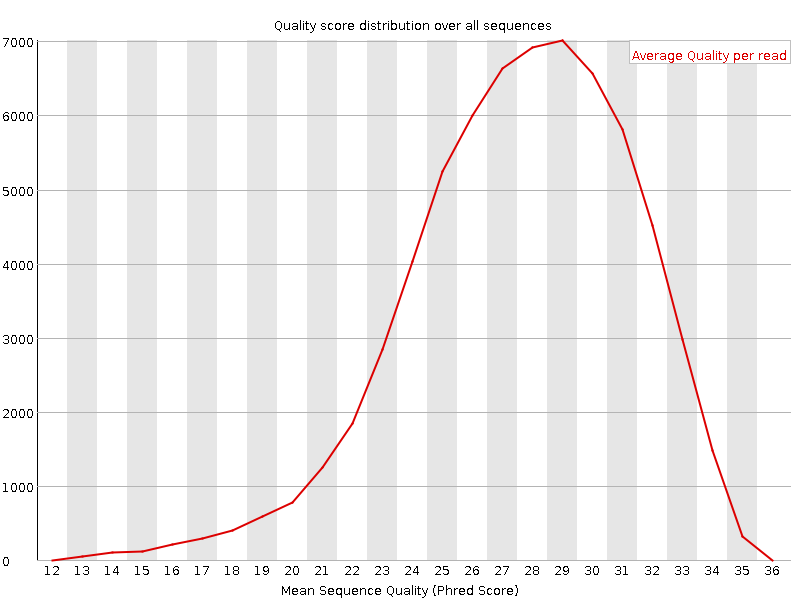 Quality score distribution over all sequences
Average Quality per read
7000
6000
5000
4000
3000
2000
1000
0
12 13 14 15 16 17 18 19 20 21 22 23 24 25 26 27 28 29 30 31 32 33 34 35 36
Mean Sequence Quality (Phred Score)